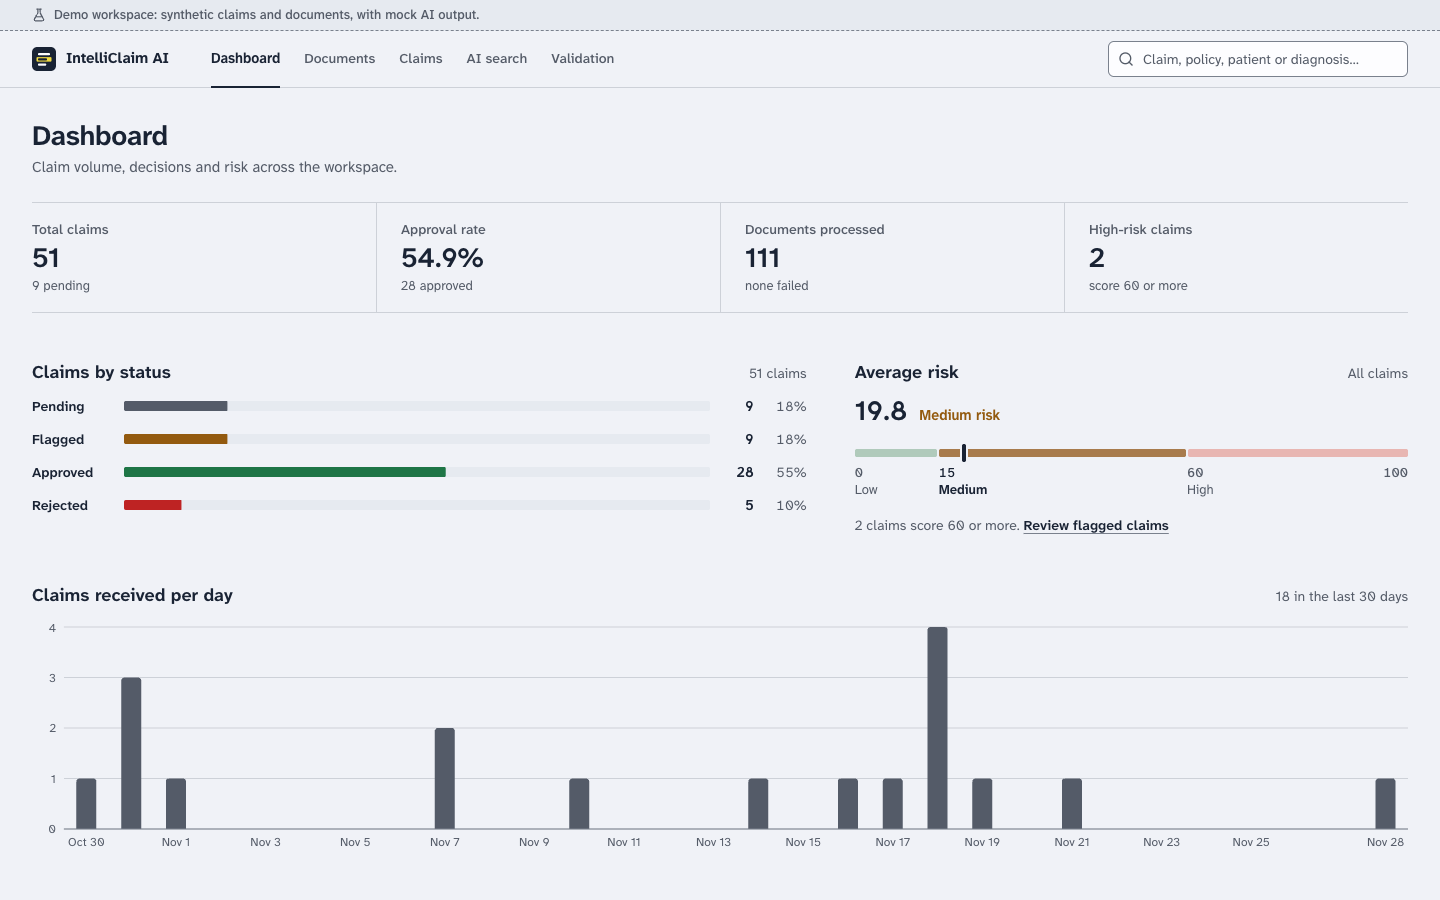 Demo workspace: synthetic claims and documents, with mock AI output.
IntelliClaim AI Dashboard Documents Claims AI search Validation Claim, policy, patient or diagnosis...
Dashboard
Claim volume, decisions and risk across the workspace.
Total claims Approval rate Documents processed High-risk claims
51 54.9% 111 2
9 pending 28 approved none failed score 60 or more
Claims by status 51 claims
Pending 9 18%
Flagged 9 18%
Approved 28 55%
Rejected 5 10%
Average risk All claims
19.8 Medium risk
0 15 60 100
Low Medium High
2 claims score 60 or more. Review flagged claims
Claims received per day 18 in the last 30 days
4
3
2
1
0
Oct 30 Nov 1 Nov 3 Nov 5 Nov 7 Nov 9 Nov 11 Nov 13 Nov 15 Nov 17 Nov 19 Nov 21 Nov 23 Nov 25 Nov 28